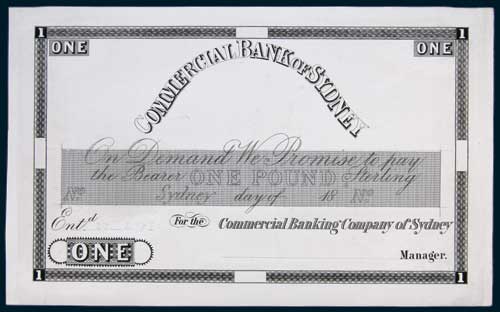 1 1
ONE ONE
COMMERCIAL BANK OF SYDNEY
On Demand We Promise to pay
the Bearer ONE POUND Sterling
No Sydney day of 18 No
Ent.d For the Commercial Banking Company of Sydney
ONE Manager.
1 1